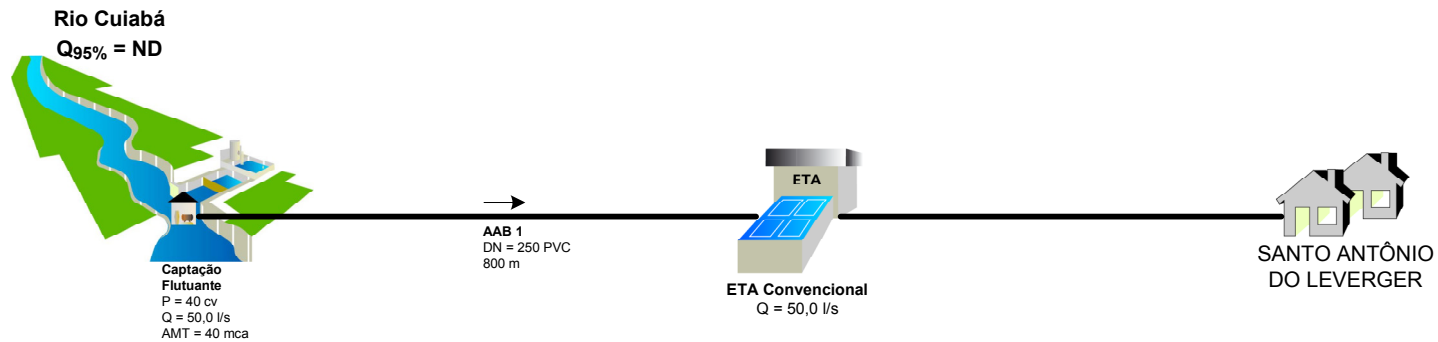 Rio Cuiabá
Q95% = ND
Captação
Flutuante
P = 40 cv
Q = 50,0 l/s
AMT = 40 mca
AAB 1
DN = 250 PVC
800 m
ETA
ETA Convencional
Q = 50,0 l/s
SANTO ANTÔNIO
DO LEVERGER